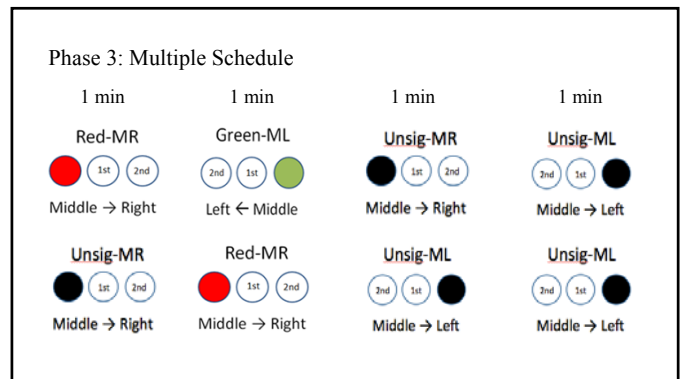 Phase 3: Multiple Schedule
1 min 1 min 1 min 1 min
Red-MR Green-ML Unsig-MR Unsig-ML
1st 2nd 2nd 1st 1st 2nd 2nd 1st
Middle → Right Left ← Middle Middle → Right Middle → Left
Unsig-MR Red-MR Unsig-ML Unsig-ML
1st 2nd 1st 2nd 2nd 1st 2nd 1st
Middle → Right Middle → Right Middle → Left Middle → Left